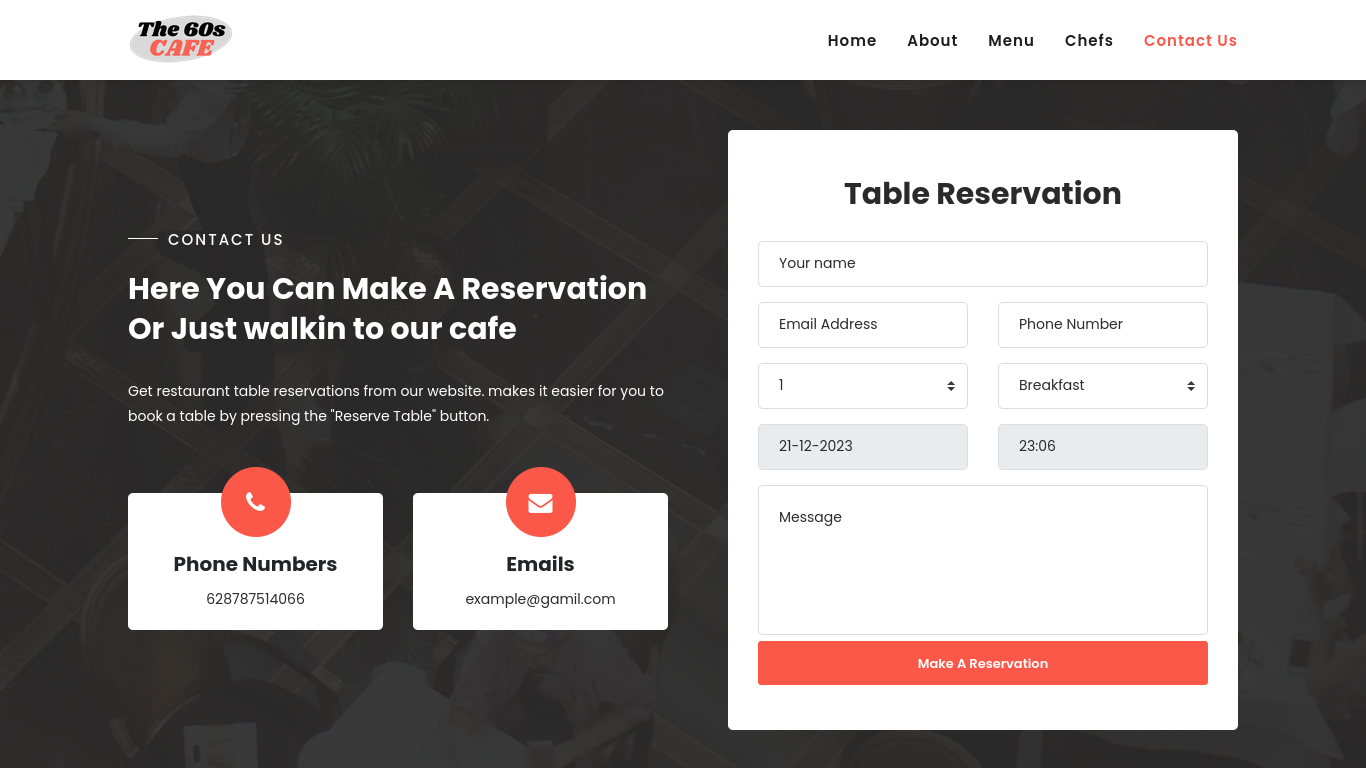 The 60s
CAFE
Home
About
Menu
Chefs
Contact Us
CONTACT US
Here You Can Make A Reservation
Or Just walkin to our cafe
Get restaurant table reservations from our website. makes it easier for you to
book a table by pressing the "Reserve Table" button.
Phone Numbers
628787514066
Emails
example@gamil.com
Table Reservation
Your name
Email Address
Phone Number
1
Breakfast
21-12-2023
23:06
Message
Make A Reservation